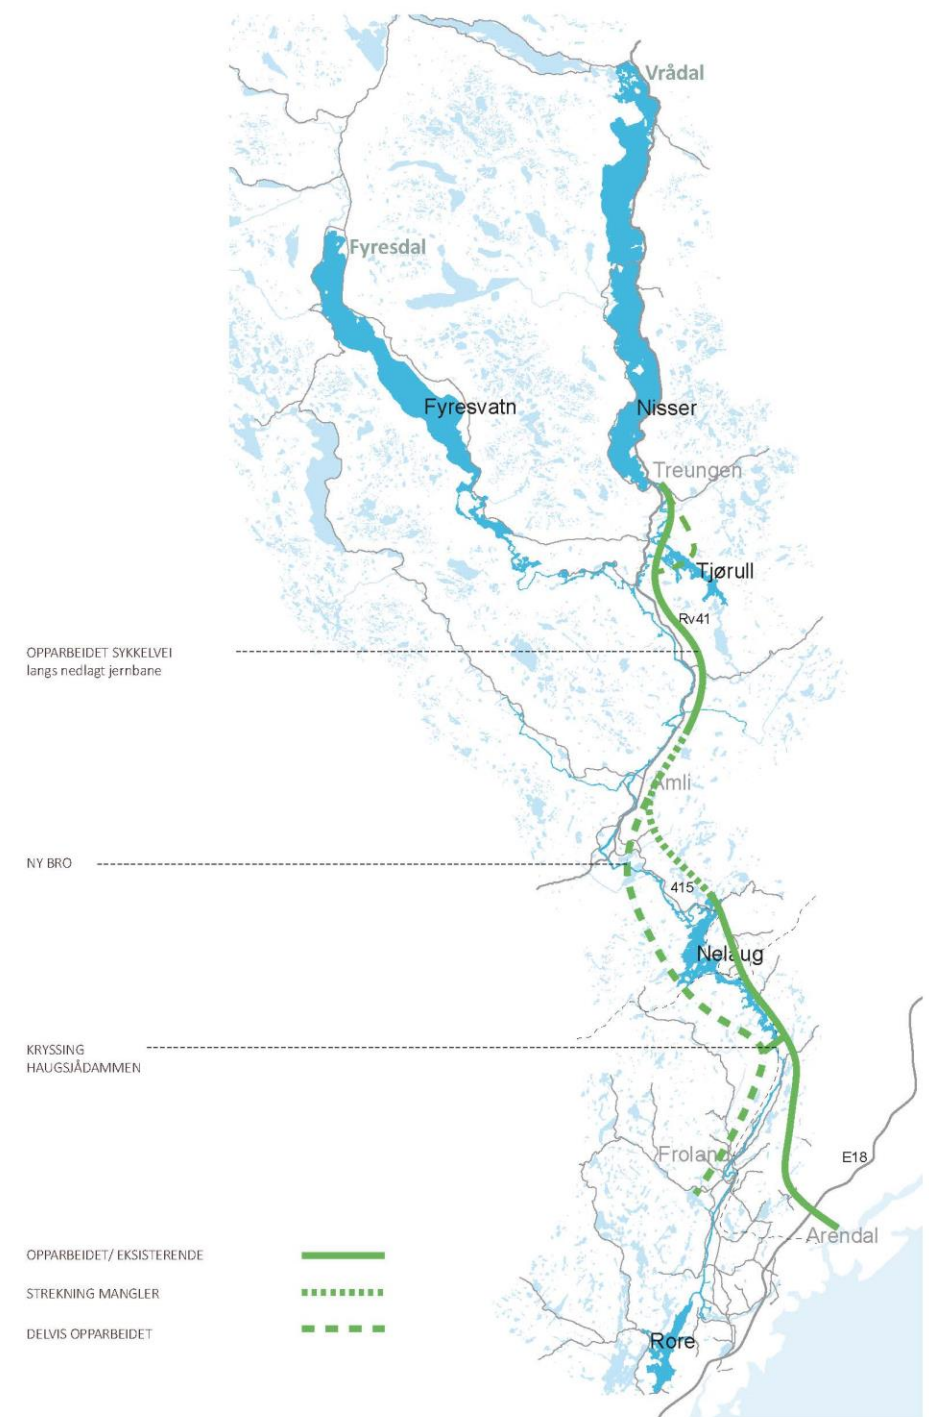 Vrådal
Fyresdal
Fyresvatn
Nisser
Treungen
Tjørull
Rv41
OPPARBEIDET SYKKELVEI
langs nedlagt jernbane
Åmli
NY BRO
415
Nelaug
KRYSSING
HAUGSJÅDAMMEN
Froland
E18
Arendal
OPPARBEIDET/ EKSISTERENDE
STREKNING MANGLER
DELVIS OPPARBEIDET
Rore